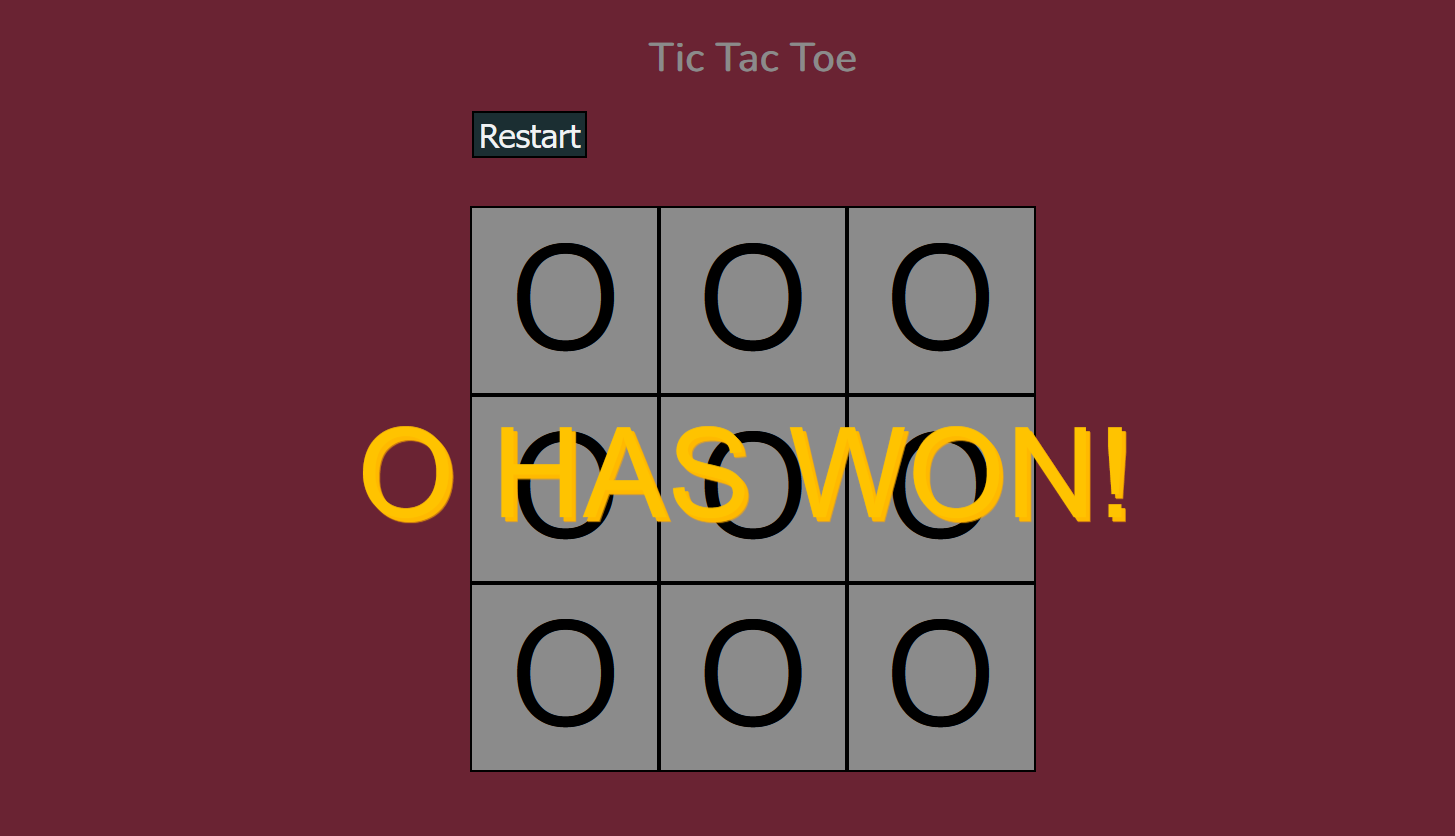 Tic Tac Toe
Restart
O O O
O HAS WON!
O O O
O O O